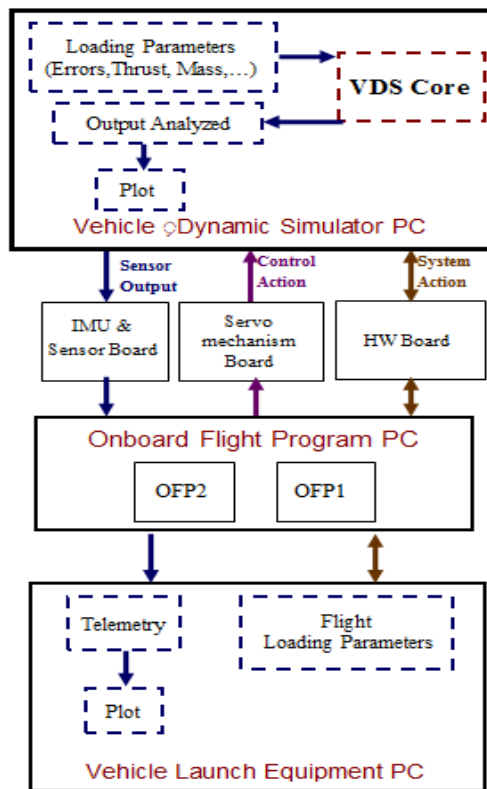 Loading Parameters
(Errors,Thrust, Mass,...)
VDS Core
Output Analyzed
Plot
Vehicle Dynamic Simulator PC
Sensor
Output
Control
Action
System
Action
IMU &
Sensor Board
Servo
mechanism
Board
HW Board
Onboard Flight Program PC
OFP2
OFP1
Telemetry
Flight
Loading Parameters
Plot
Vehicle Launch Equipment PC